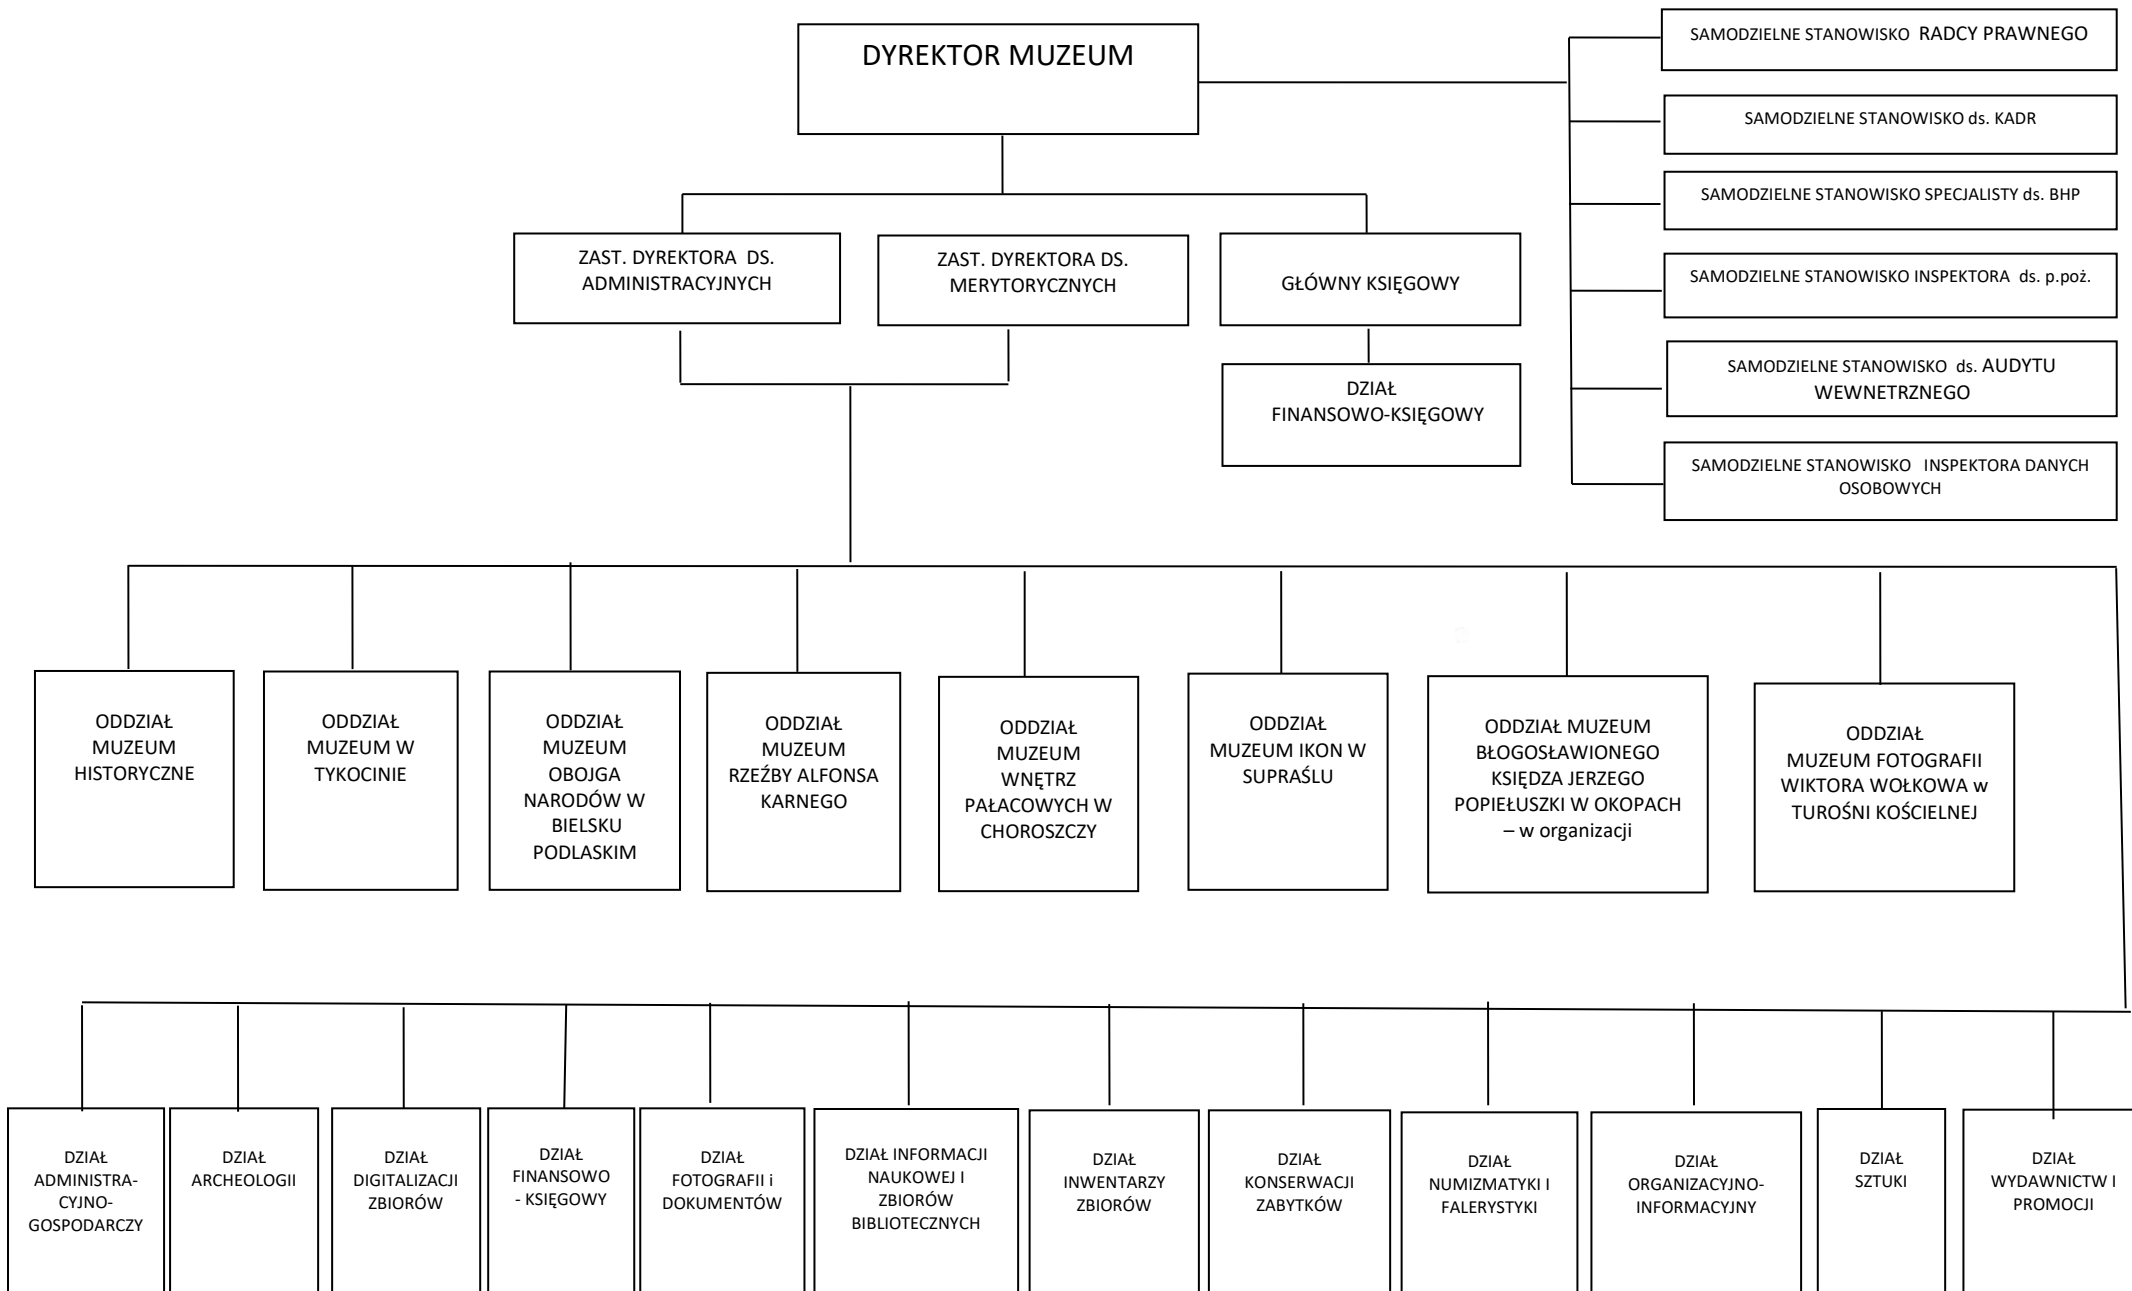 DYREKTOR MUZEUM
SAMODZIELNE STANOWISKO RADCY PRAWNEGO
SAMODZIELNE STANOWISKO ds. KADR
SAMODZIELNE STANOWISKO SPECJALISTY ds. BHP
SAMODZIELNE STANOWISKO INSPEKTORA ds. p.poż.
SAMODZIELNE STANOWISKO ds. AUDYTU
WEWNETRZNEGO
SAMODZIELNE STANOWISKO INSPEKTORA DANYCH
OSOBOWYCH
ZAST. DYREKTORA DS.
ADMINISTRACYJNYCH
ZAST. DYREKTORA DS.
MERYTORYCZNYCH
GŁÓWNY KSIĘGOWY
DZIAŁ
FINANSOWO-KSIĘGOWY
ODDZIAŁ
MUZEUM
HISTORYCZNE
ODDZIAŁ
MUZEUM W
TYKOCINIE
ODDZIAŁ
MUZEUM
OBOJGA
NARODÓW W
BIELSKU
PODLASKIM
ODDZIAŁ
MUZEUM
RZEŹBY ALFONSA
KARNEGO
ODDZIAŁ
MUZEUM
WNĘTRZ
PAŁACOWYCH W
CHOROSZCZY
ODDZIAŁ
MUZEUM IKON W
SUPRAŚLU
ODDZIAŁ MUZEUM
BŁOGOSŁAWIONEGO
KSIĘDZA JERZEGO
POPIEŁUSZKI W OKOPACH
– w organizacji
ODDZIAŁ
MUZEUM FOTOGRAFII
WIKTORA WOŁKOWA w
TUROŚNI KOŚCIELNEJ
DZIAŁ
ADMINISTRA-
CYJNO-
GOSPODARCZY
DZIAŁ
ARCHEOLOGII
DZIAŁ
DIGITALIZACJI
ZBIORÓW
DZIAŁ
FINANSOWO
- KSIĘGOWY
DZIAŁ
FOTOGRAFII i
DOKUMENTÓW
DZIAŁ INFORMACJI
NAUKOWEJ I
ZBIORÓW
BIBLIOTECZNYCH
DZIAŁ
INWENTARZY
ZBIORÓW
DZIAŁ
KONSERWACJI
ZABYTKÓW
DZIAŁ
NUMIZMATYKI I
FALERYSTYKI
DZIAŁ
ORGANIZACYJNO-
INFORMACYJNY
DZIAŁ
SZTUKI
DZIAŁ
WYDAWNICTW I
PROMOCJI